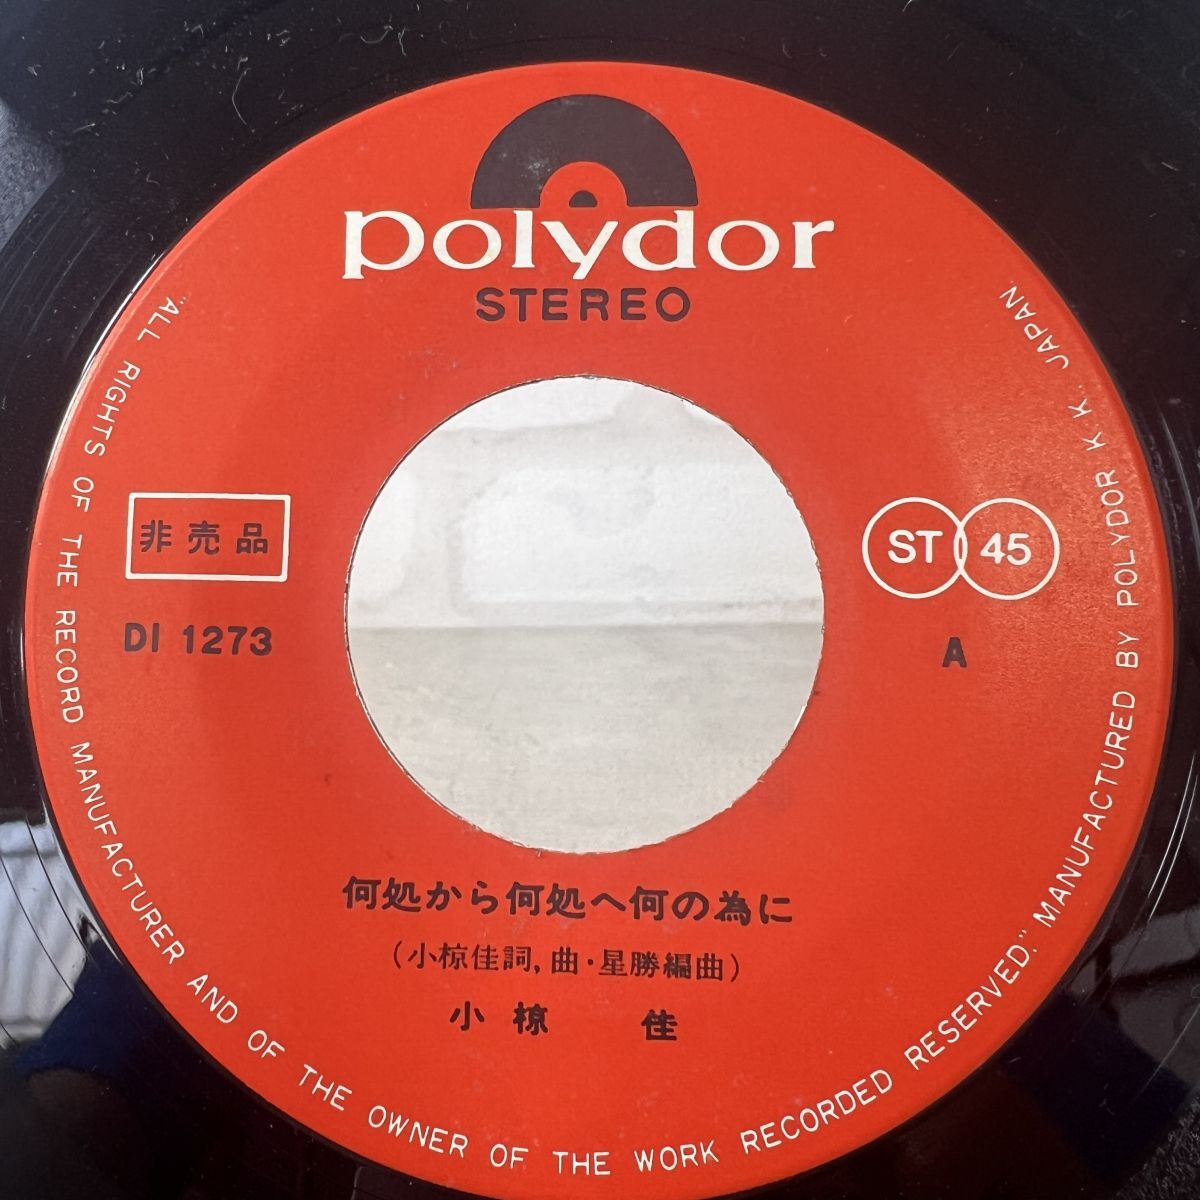 polydor
STEREO
非売品
DI 1273
ST 45
A
何処から何処へ何の為に
(小椋佳詞,曲・星勝編曲)
小椋 佳
"ALL RIGHTS OF THE RECORD MANUFACTURER AND OF THE OWNER OF THE WORK RECORDED RESERVED." MANUFACTURED BY POLYDOR K.K. JAPAN